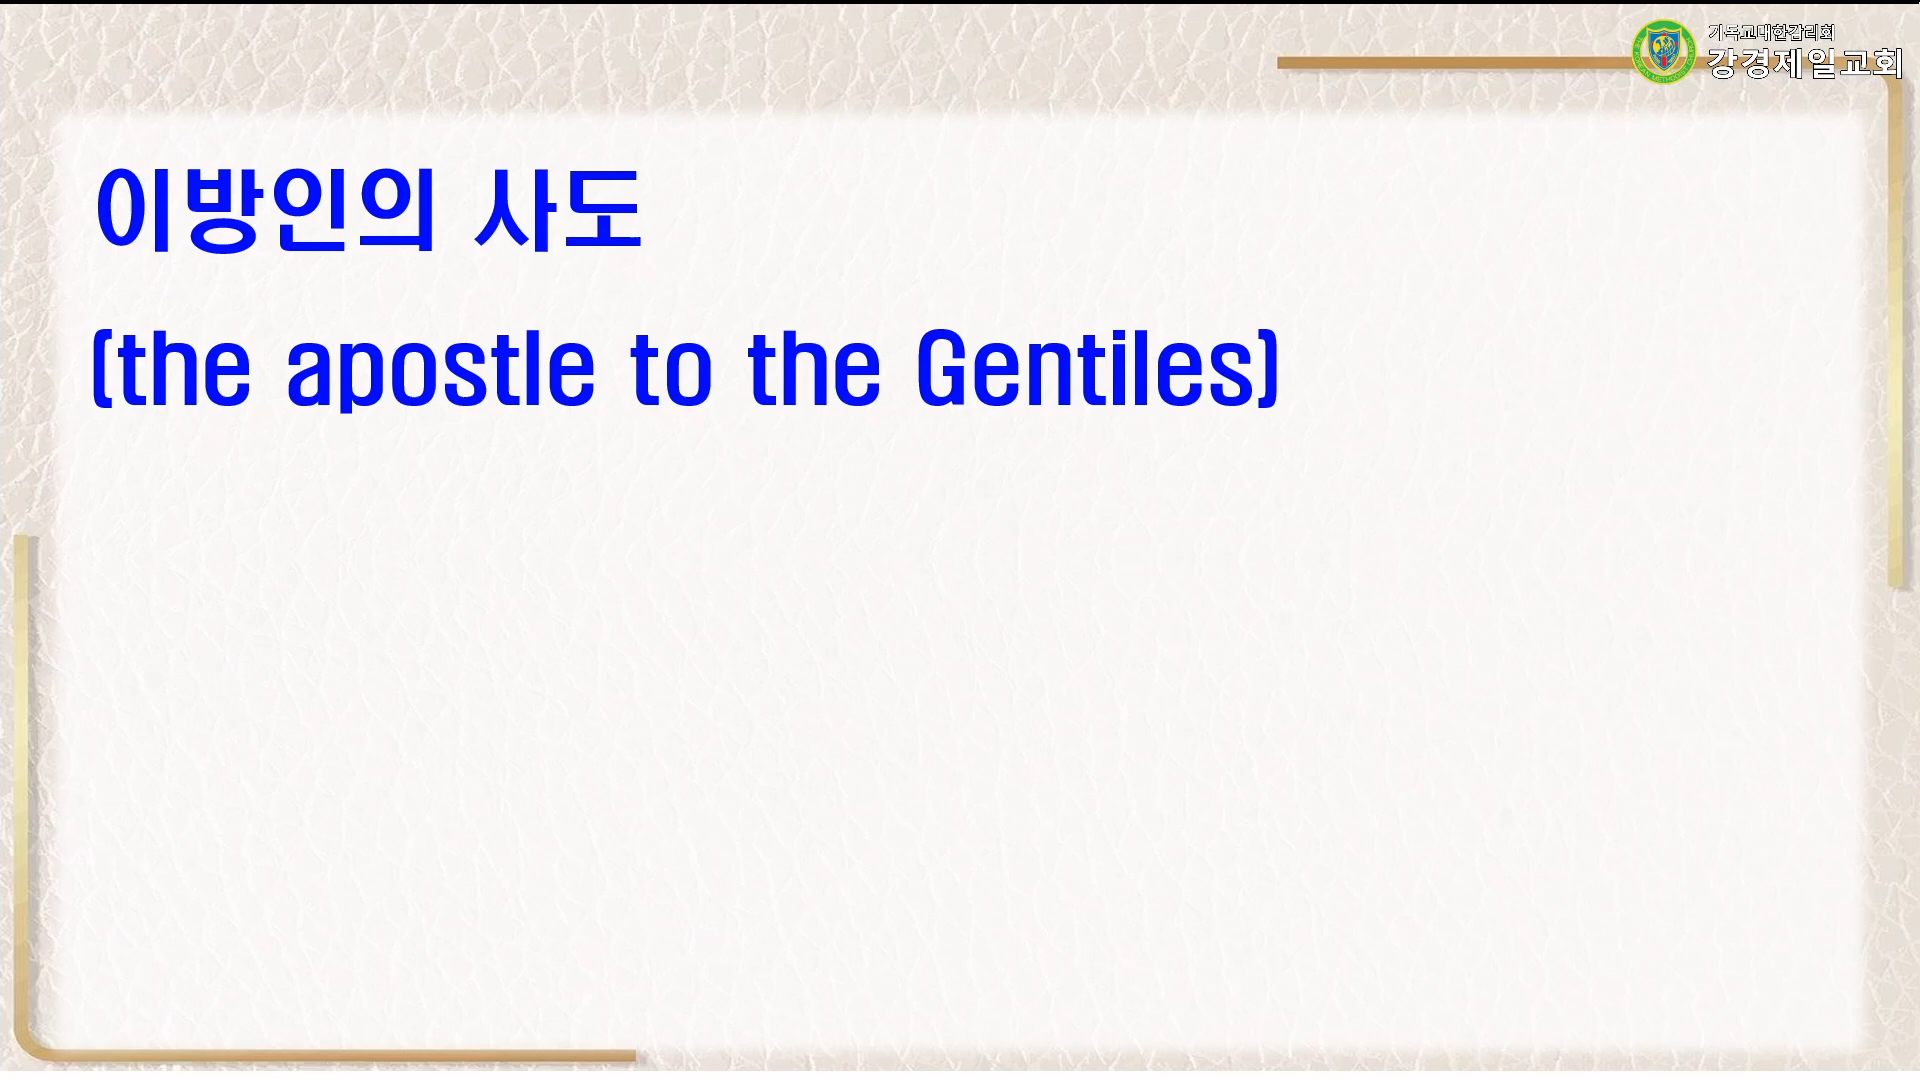 기독교대한감리회
강경제일교회
이방인의 사도
(the apostle to the Gentiles)